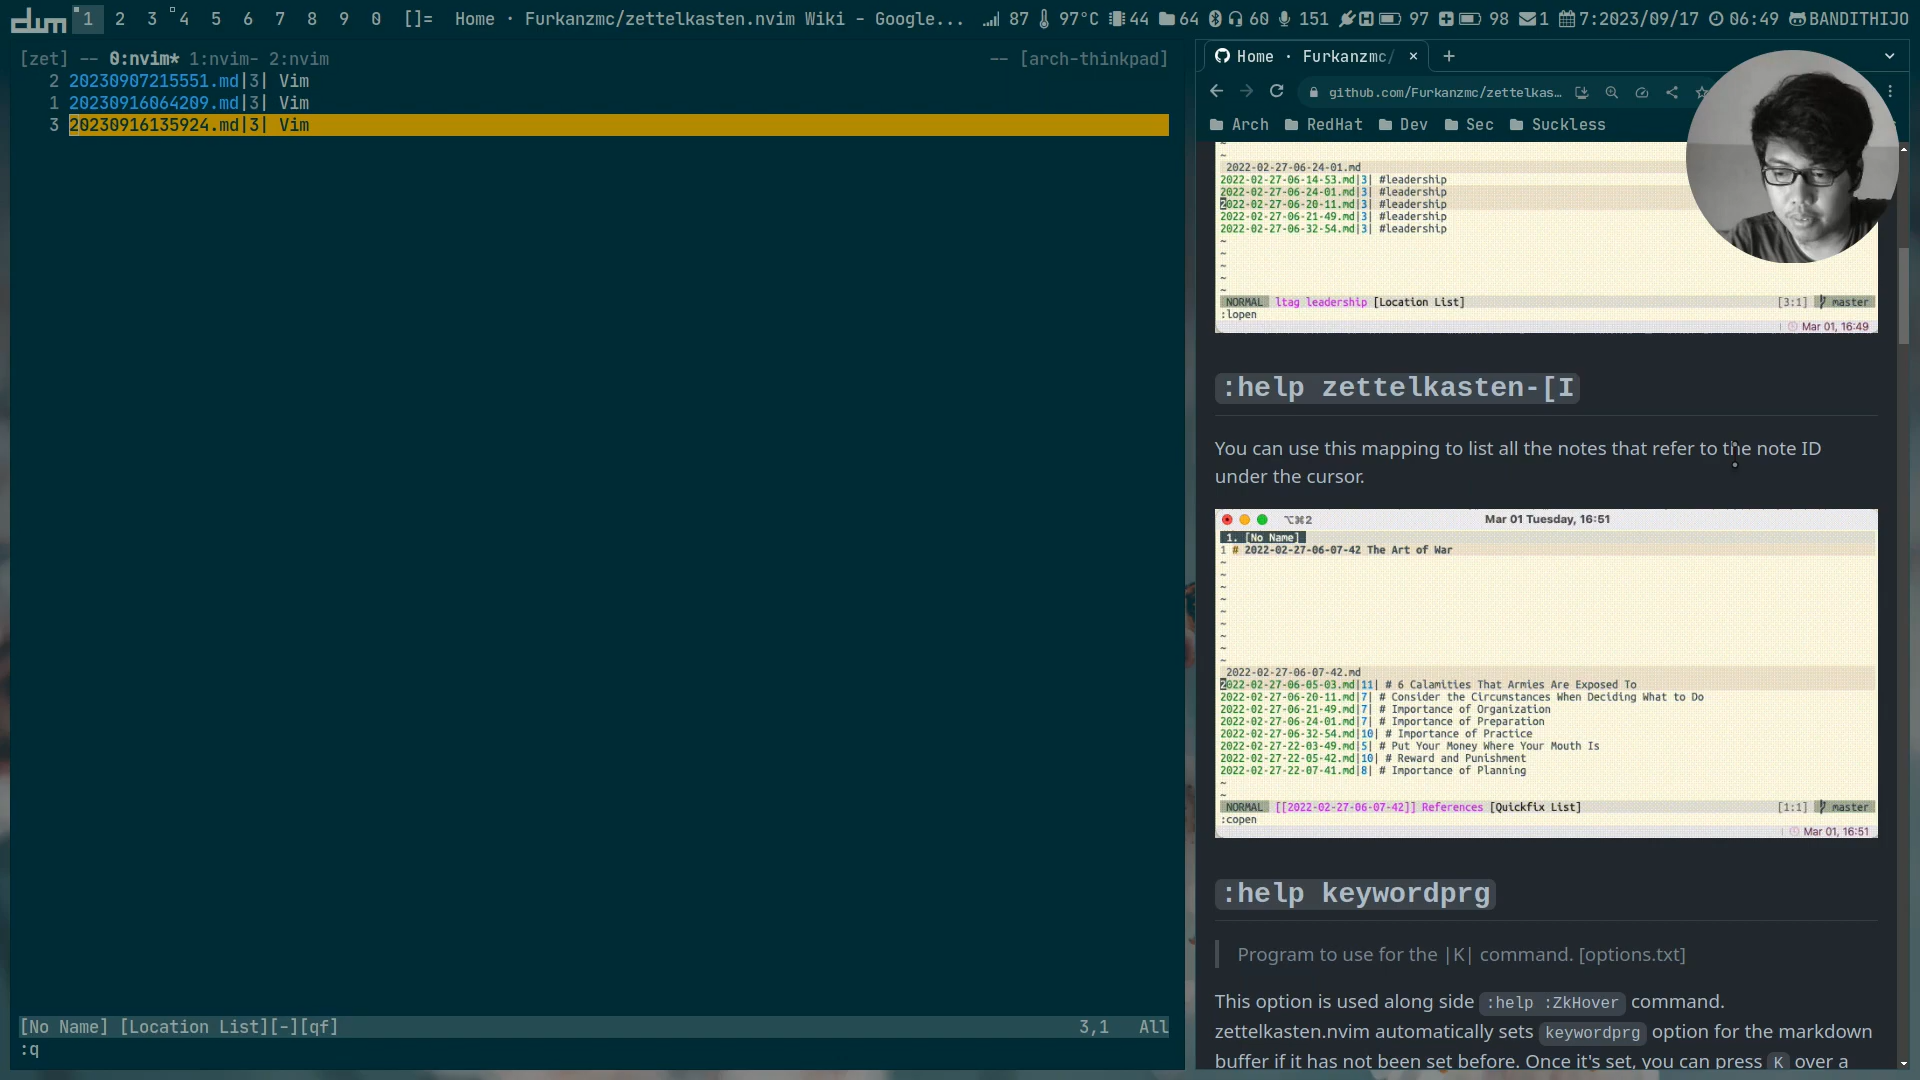 dwm 1 2 3 4 5 6 7 8 9 0 []= Home · Furkanzmc/zettelkasten.nvim Wiki - Google... 87 97°C 44 64 60 151 97 98 1 7:2023/09/17 06:49 BANDITHIJO
[zet] -- 0:nvim* 1:nvim- 2:nvim -- [arch-thinkpad]
2 20230907215551.md|3| Vim
1 20230916064209.md|3| Vim
3 20230916135924.md|3| Vim
[No Name] [Location List][-][qf] 3,1 All
:q
Home · Furkanzmc/ × +
github.com/Furkanzmc/zettelkas...
Arch RedHat Dev Sec Suckless
~
~
2022-02-27-06-24-01.md
2022-02-27-06-14-53.md|3| #leadership
2022-02-27-06-24-01.md|3| #leadership
2022-02-27-06-20-11.md|3| #leadership
2022-02-27-06-21-49.md|3| #leadership
2022-02-27-06-32-54.md|3| #leadership
~
~
~
~
~
NORMAL ltag leadership [Location List] [3:1] master
:lopen
Mar 01, 16:49
:help zettelkasten-[I
You can use this mapping to list all the notes that refer to the note ID
under the cursor.
⌥⌘2 Mar 01 Tuesday, 16:51
1. [No Name]
1 # 2022-02-27-06-07-42 The Art of War
~
~
~
~
~
~
~
~
~
2022-02-27-06-07-42.md
2022-02-27-06-05-03.md|11| # 6 Calamities That Armies Are Exposed To
2022-02-27-06-20-11.md|7| # Consider the Circumstances When Deciding What to Do
2022-02-27-06-21-49.md|7| # Importance of Organization
2022-02-27-06-24-01.md|7| # Importance of Preparation
2022-02-27-06-32-54.md|10| # Importance of Practice
2022-02-27-22-03-49.md|5| # Put Your Money Where Your Mouth Is
2022-02-27-22-05-42.md|10| # Reward and Punishment
2022-02-27-22-07-41.md|8| # Importance of Planning
~
~
NORMAL [[2022-02-27-06-07-42]] References [Quickfix List] [1:1] master
:copen
Mar 01, 16:51
:help keywordprg
Program to use for the |K| command. [options.txt]
This option is used along side :help :ZkHover command.
zettelkasten.nvim automatically sets keywordprg option for the markdown
buffer if it has not been set before. Once it's set, you can press K over a